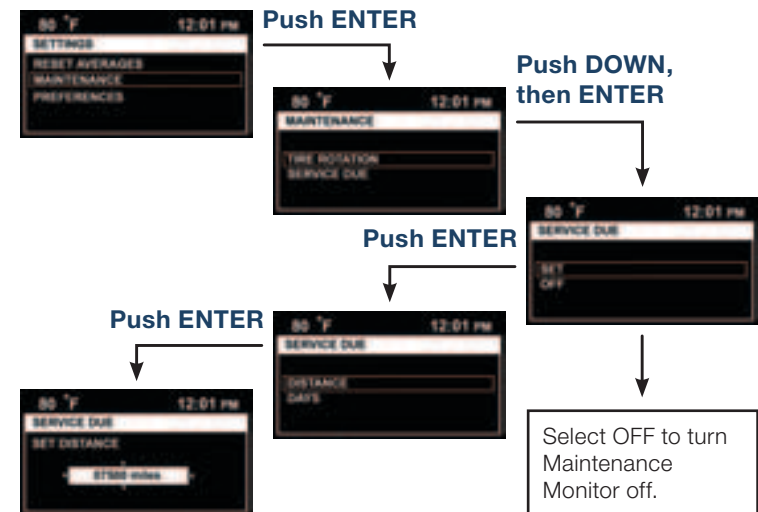 80 °F 12:01 PM
SETTINGS
RESET AVERAGES
MAINTENANCE
PREFERENCES
Push ENTER
80 °F 12:01 PM
MAINTENANCE
TIRE ROTATION
SERVICE DUE
Push DOWN,
then ENTER
80 °F 12:01 PM
SERVICE DUE
SET
OFF
Push ENTER
80 °F 12:01 PM
SERVICE DUE
DISTANCE
DAYS
Push ENTER
80 °F 12:01 PM
SERVICE DUE
SET DISTANCE
miles
Select OFF to turn
Maintenance
Monitor off.